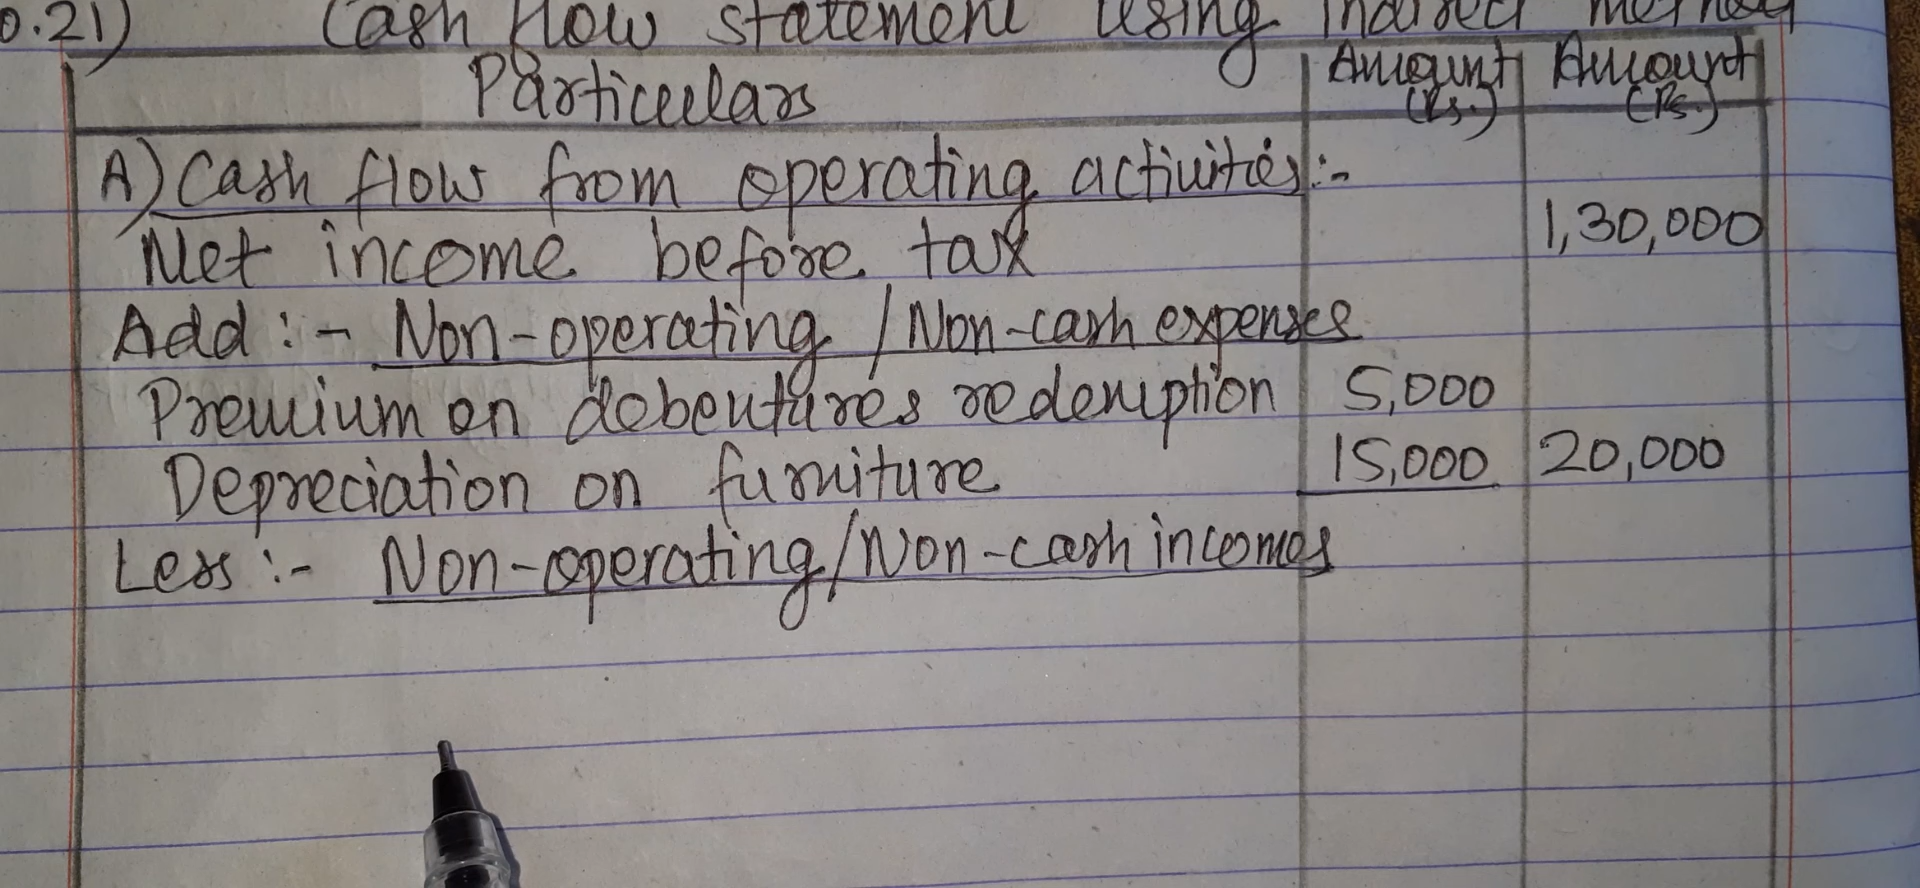 0.21) Cash flow statement using indirect method
Particulars Amount (Rs.) Amount (Rs.)
A) Cash flow from operating activities:-
Net income before tax 1,30,000
Add :- Non-operating / Non-cash expenses
Premium on debentures redemption 5,000
Depreciation on furniture 15,000 20,000
Less :- Non-operating/Non-cash incomes